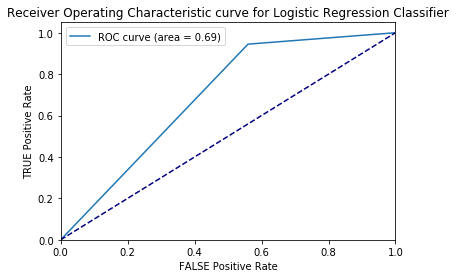 Receiver Operating Characteristic curve for Logistic Regression Classifier
ROC curve (area = 0.69)
1.0
0.8
0.6
0.4
0.2
0.0
TRUE Positive Rate
0.0 0.2 0.4 0.6 0.8 1.0
FALSE Positive Rate